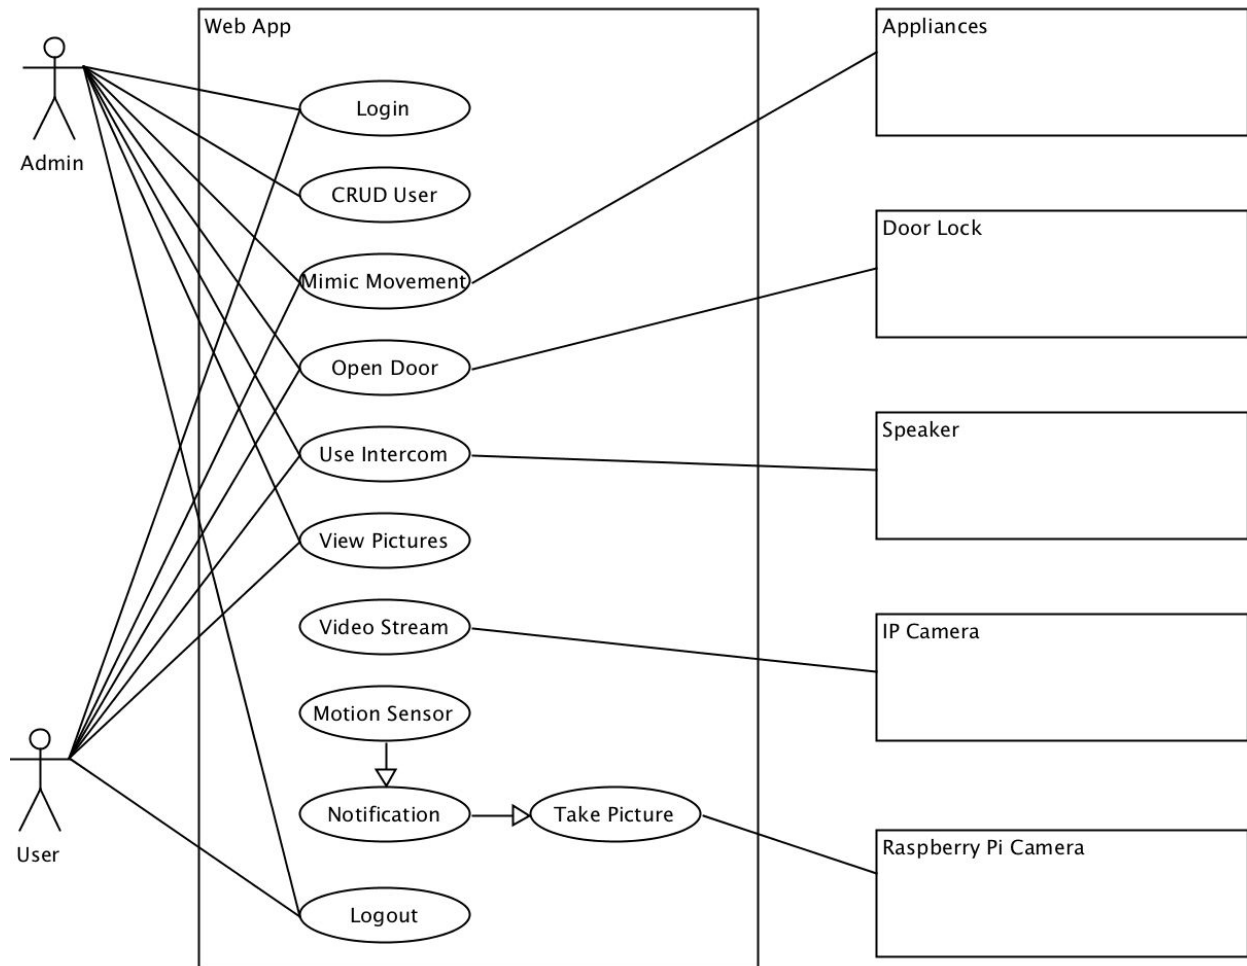 Web App
Appliances
Admin
Login
CRUD User
Mimic Movement
Door Lock
Open Door
Use Intercom
Speaker
View Pictures
Video Stream
IP Camera
Motion Sensor
Notification
Take Picture
User
Raspberry Pi Camera
Logout